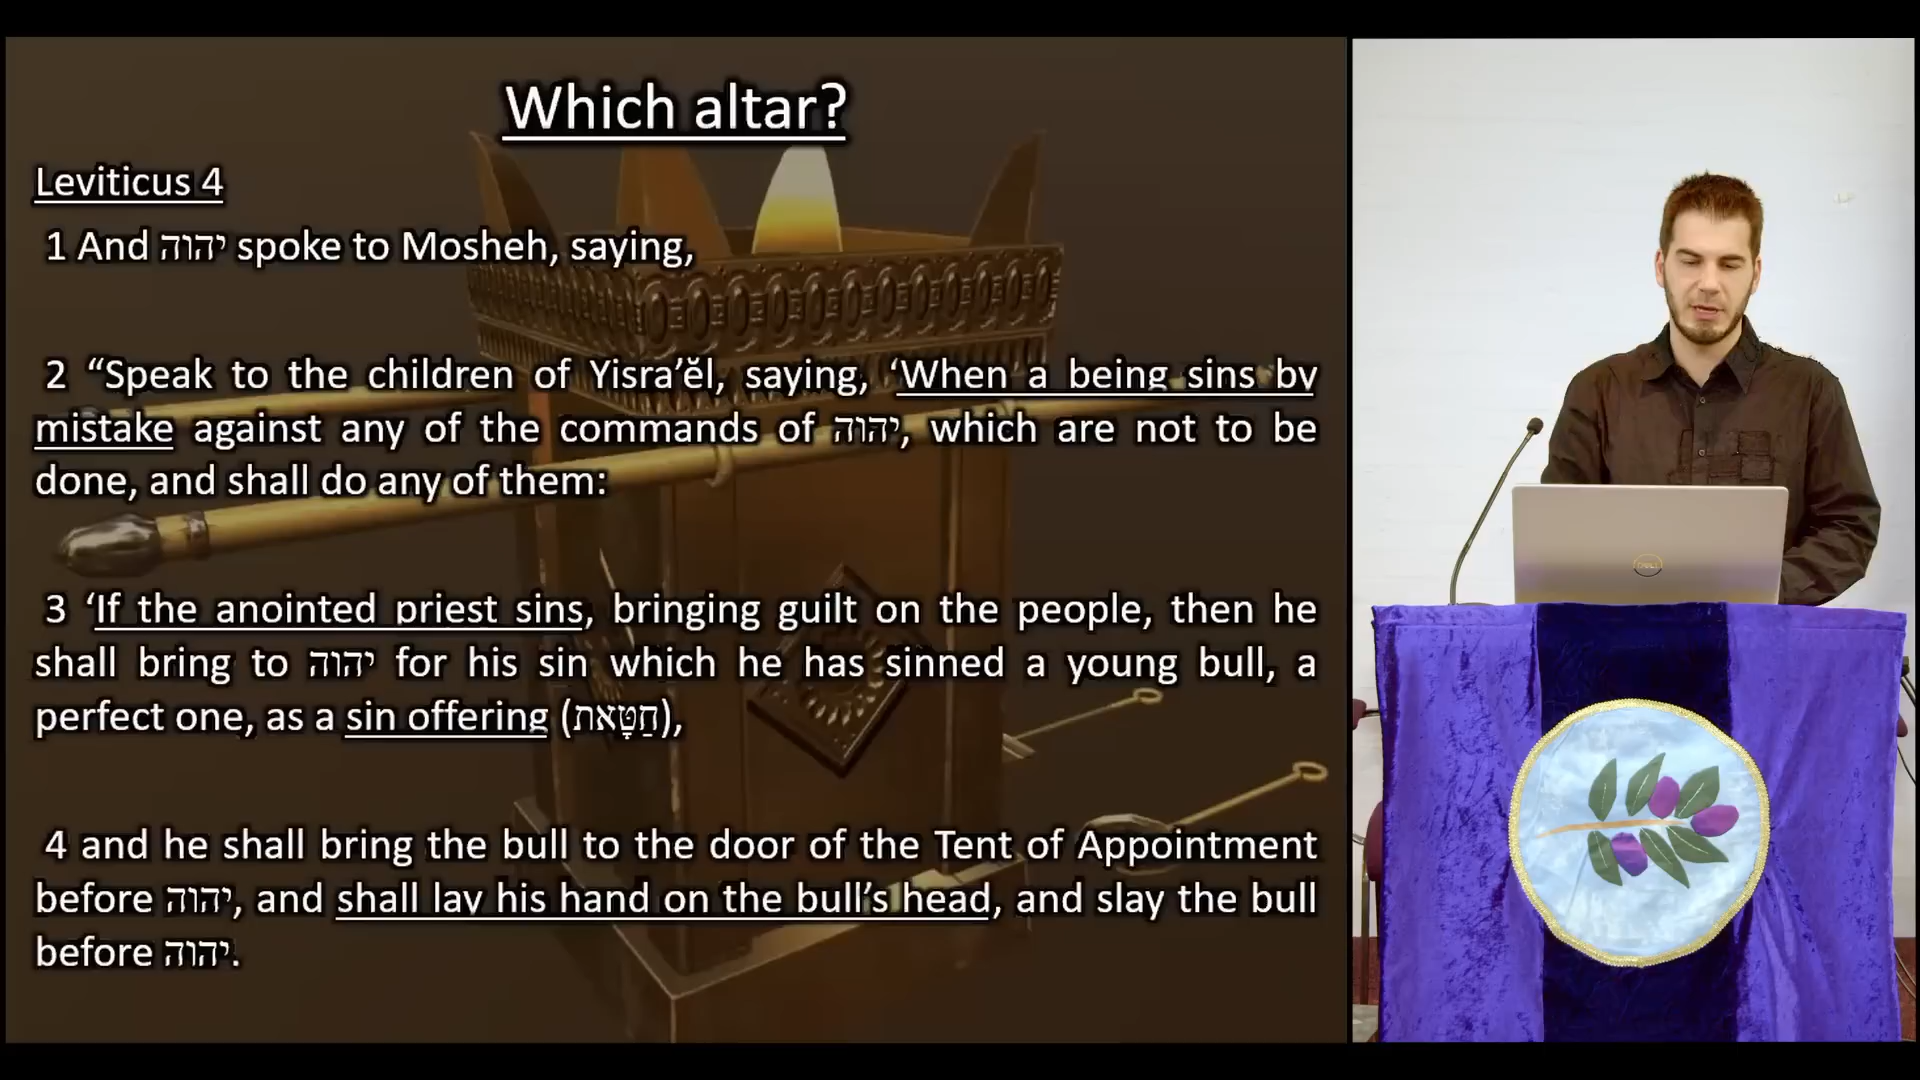 Which altar?
Leviticus 4
1 And יהוה spoke to Mosheh, saying,
2 “Speak to the children of Yisra’ĕl, saying, ‘When a being sins by
mistake against any of the commands of יהוה, which are not to be
done, and shall do any of them:
3 ‘If the anointed priest sins, bringing guilt on the people, then he
shall bring to יהוה for his sin which he has sinned a young bull, a
perfect one, as a sin offering (חַטָּאת),
4 and he shall bring the bull to the door of the Tent of Appointment
before יהוה, and shall lay his hand on the bull’s head, and slay the bull
before יהוה.
DELL